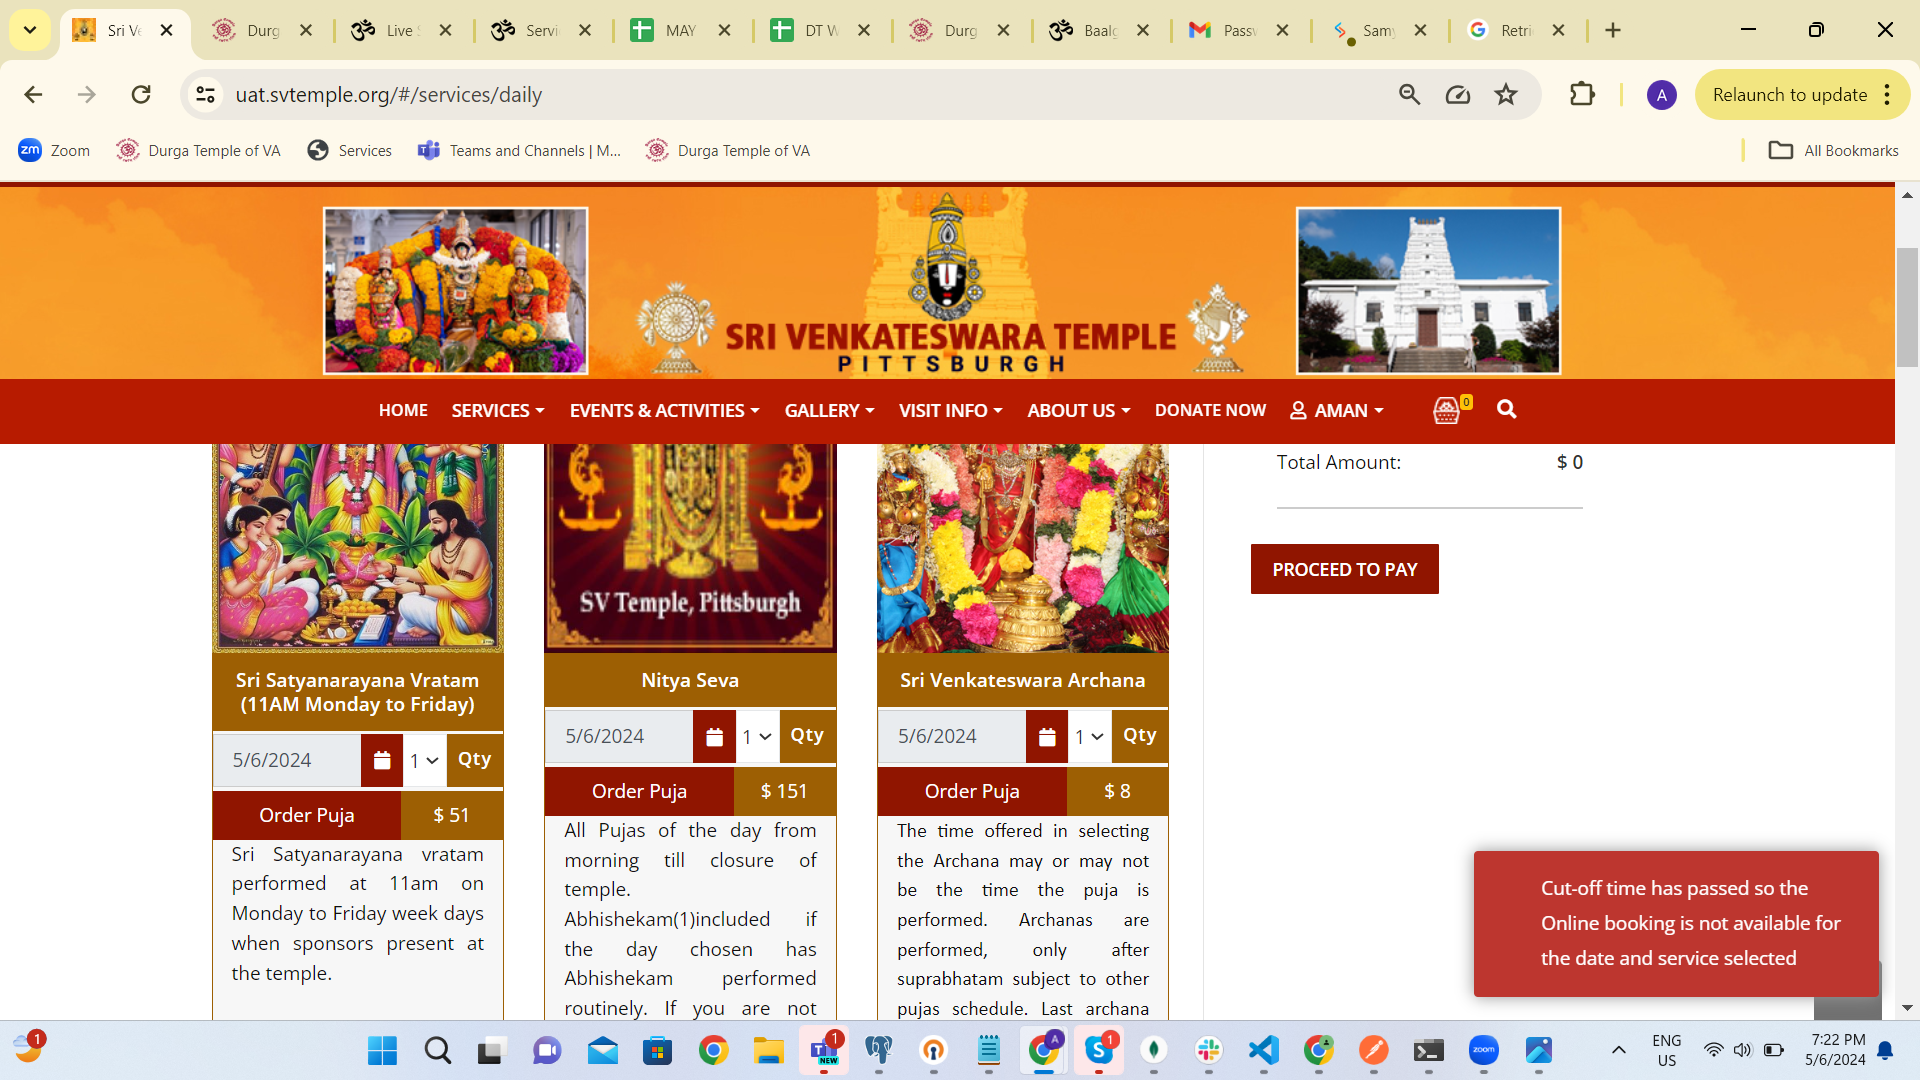 Sri Ve
Durg
Live S
Servi
MAY
DT W
Durg
Baalg
Passw
Samy
Retri
uat.svtemple.org/#/services/daily
A
Relaunch to update
zm Zoom
Durga Temple of VA
Services
Teams and Channels | M...
Durga Temple of VA
All Bookmarks
SRI VENKATESWARA TEMPLE
PITTSBURGH
HOME SERVICES EVENTS & ACTIVITIES GALLERY VISIT INFO ABOUT US DONATE NOW AMAN 0
Total Amount: $ 0
PROCEED TO PAY
SV Temple, Pittsburgh
Sri Satyanarayana Vratam
(11AM Monday to Friday)
5/6/2024 1 Qty
Order Puja $ 51
Sri Satyanarayana vratam
performed at 11am on
Monday to Friday week days
when sponsors present at
the temple.
Nitya Seva
5/6/2024 1 Qty
Order Puja $ 151
All Pujas of the day from
morning till closure of
temple.
Abhishekam(1)included if
the day chosen has
Abhishekam performed
routinely. If you are not
Sri Venkateswara Archana
5/6/2024 1 Qty
Order Puja $ 8
The time offered in selecting
the Archana may or may not
be the time the puja is
performed. Archanas are
performed, only after
suprabhatam subject to other
pujas schedule. Last archana
Cut-off time has passed so the
Online booking is not available for
the date and service selected
1
1
NEW
A
1
zoom
ENG
US
7:22 PM
5/6/2024